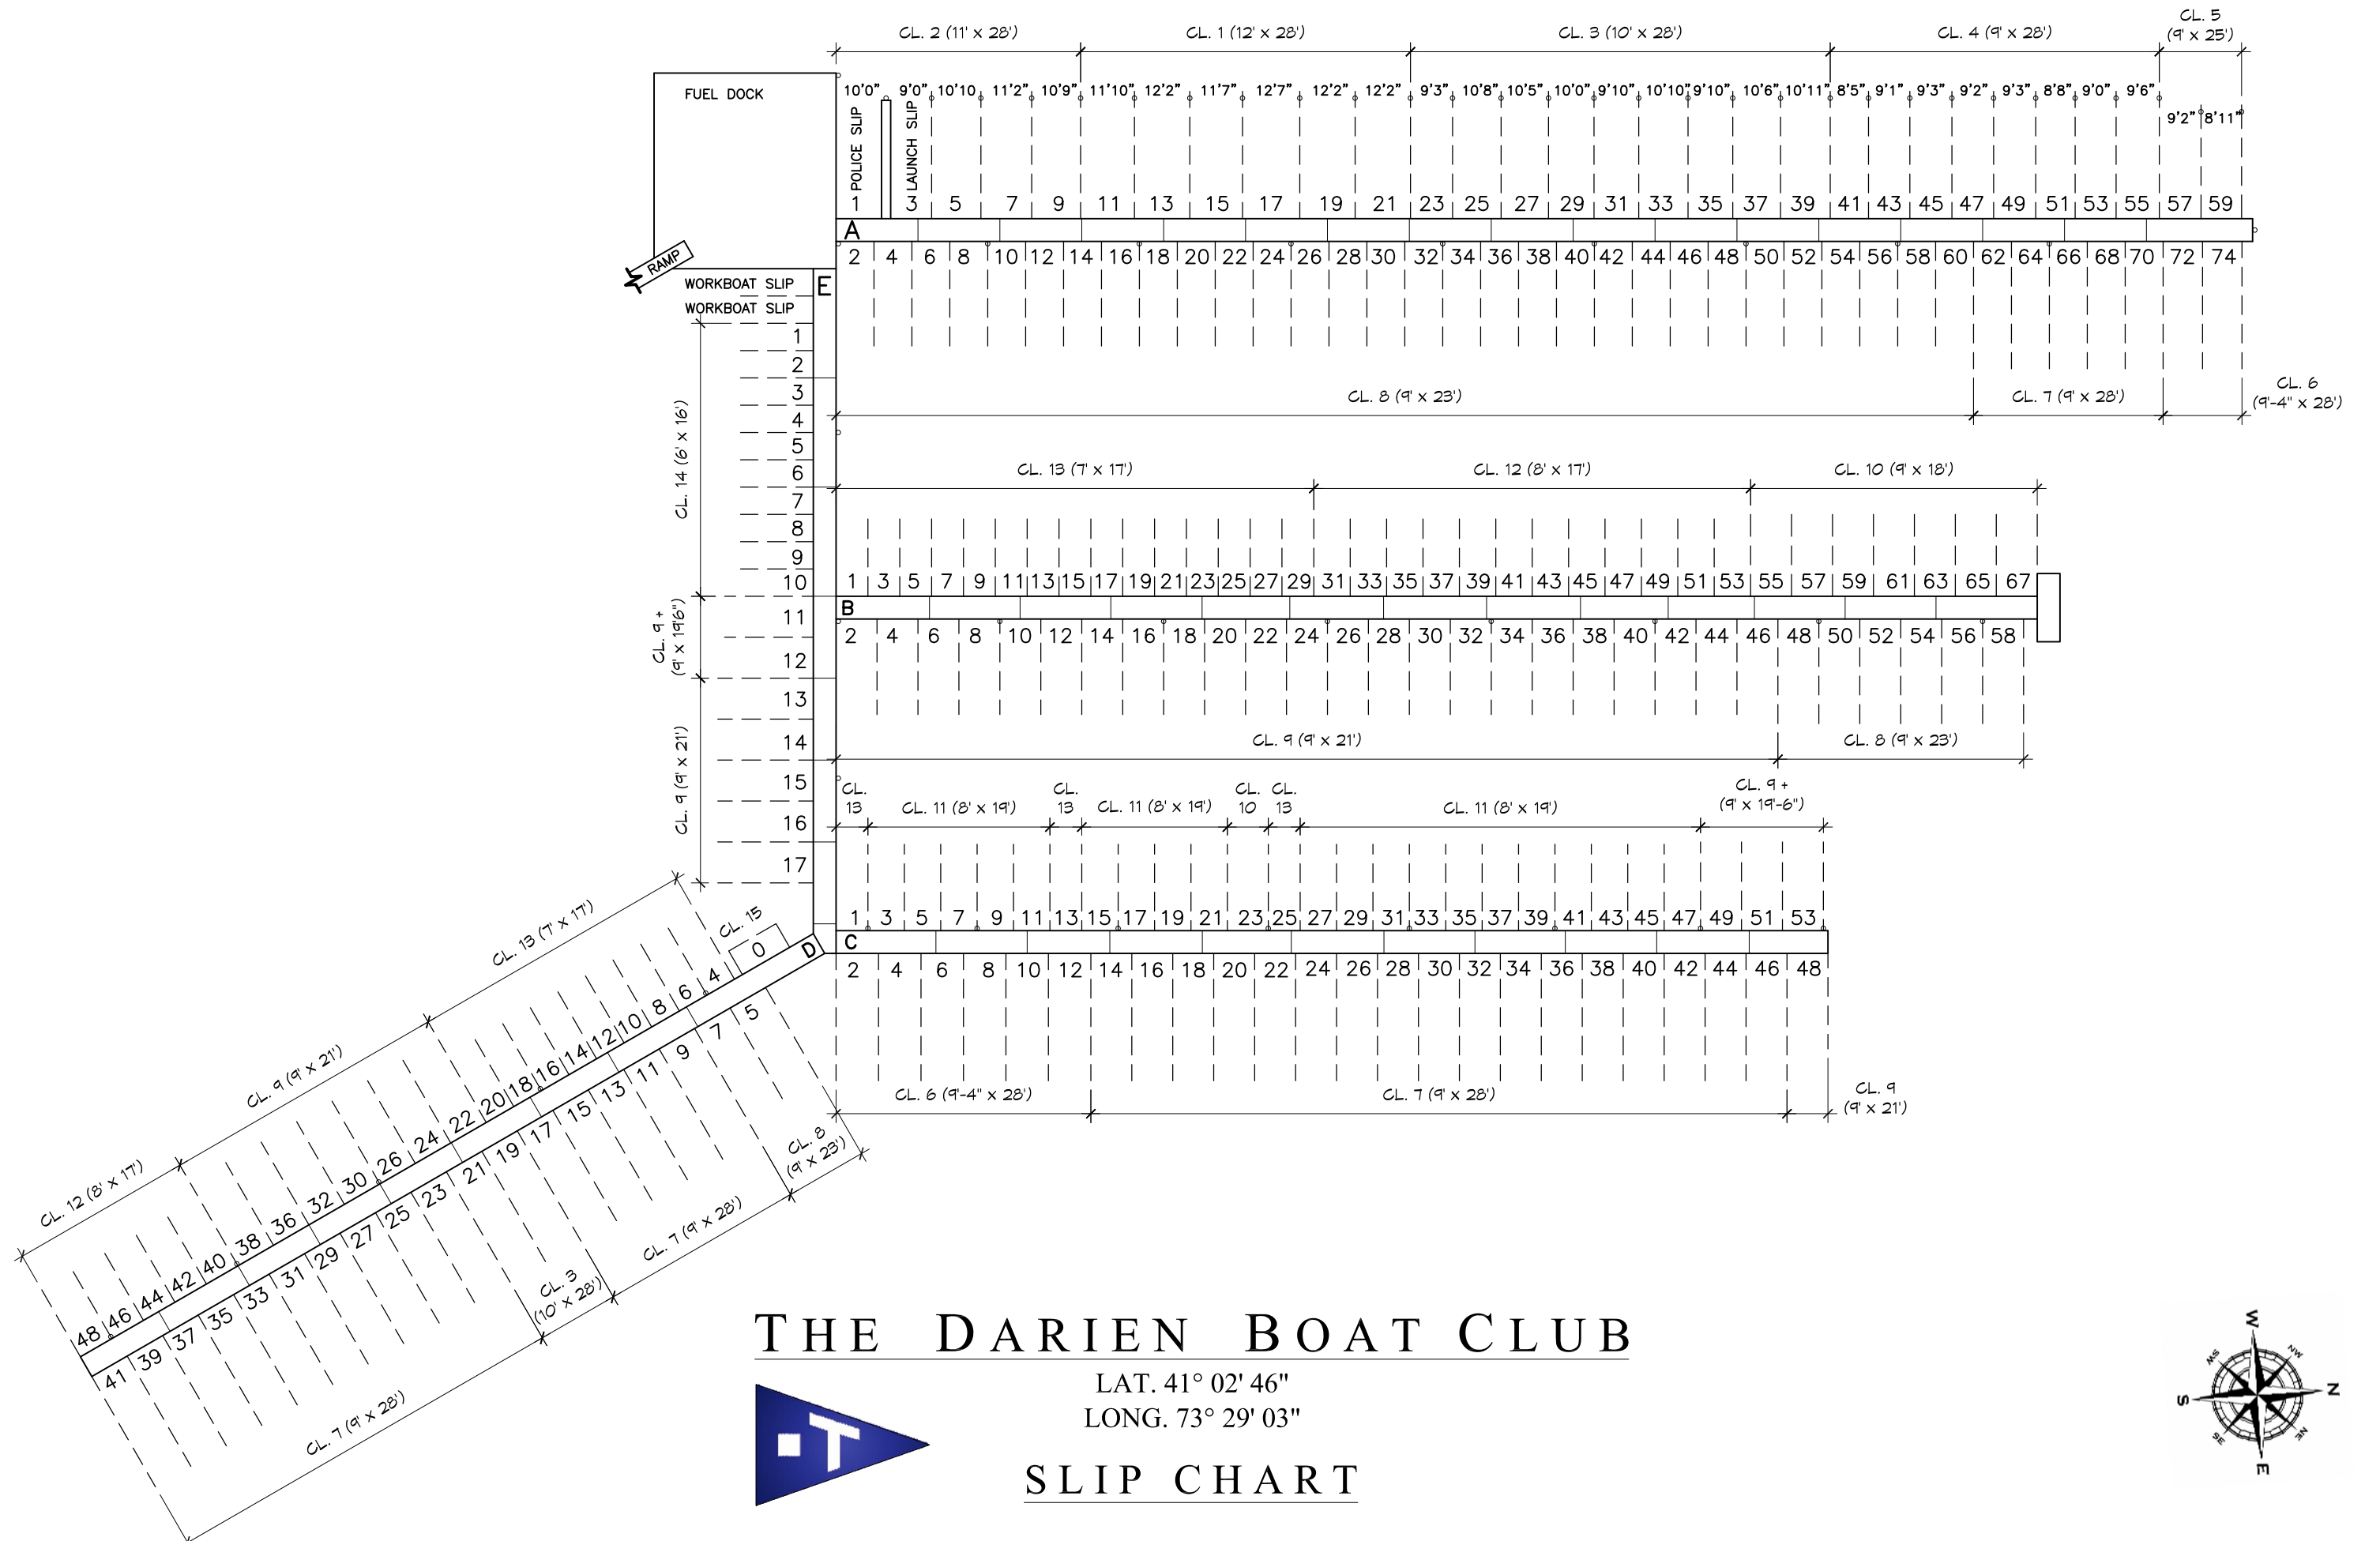 CL. 2 (11' x 28')
CL. 1 (12' x 28')
CL. 3 (10' x 28')
CL. 4 (9' x 28')
CL. 5
(9' x 25')
FUEL DOCK
10'0" 9'0" 10'10 11'2" 10'9" 11'10" 12'2" 11'7" 12'7" 12'2" 12'2" 9'3" 10'8" 10'5" 10'0" 9'10" 10'10" 9'10" 10'6" 10'11" 8'5" 9'1" 9'3" 9'2" 9'3" 8'8" 9'0" 9'6"
9'2" 8'11"
POLICE SLIP
LAUNCH SLIP
1 3 5 7 9 11 13 15 17 19 21 23 25 27 29 31 33 35 37 39 41 43 45 47 49 51 53 55 57 59
A
2 4 6 8 10 12 14 16 18 20 22 24 26 28 30 32 34 36 38 40 42 44 46 48 50 52 54 56 58 60 62 64 66 68 70 72 74
RAMP
WORKBOAT SLIP
E
WORKBOAT SLIP
CL. 8 (9' x 23')
CL. 7 (9' x 28')
CL. 6
(9'-4" x 28')
1
2
3
4
5
6
7
8
9
10
11
12
13
14
15
16
17
CL. 14 (6' x 16')
CL. 9 +
(9' x 19'6")
CL. 9 (9' x 21')
CL. 13 (7' x 17')
CL. 12 (8' x 17')
CL. 10 (9' x 18')
1 3 5 7 9 11 13 15 17 19 21 23 25 27 29 31 33 35 37 39 41 43 45 47 49 51 53 55 57 59 61 63 65 67
B
2 4 6 8 10 12 14 16 18 20 22 24 26 28 30 32 34 36 38 40 42 44 46 48 50 52 54 56 58
CL. 9 (9' x 21')
CL. 8 (9' x 23')
CL.
13
CL. 11 (8' x 19')
CL.
13
CL. 11 (8' x 19')
CL.
10
CL.
13
CL. 11 (8' x 19')
CL. 9 +
(9' x 19'-6")
1 3 5 7 9 11 13 15 17 19 21 23 25 27 29 31 33 35 37 39 41 43 45 47 49 51 53
C
2 4 6 8 10 12 14 16 18 20 22 24 26 28 30 32 34 36 38 40 42 44 46 48
CL. 6 (9'-4" x 28')
CL. 7 (9' x 28')
CL. 9
(9' x 21')
CL. 12 (8' x 17')
CL. 9 (9' x 21')
CL. 13 (7' x 17')
CL. 15
48 46 44 42 40 38 36 32 30 26 24 22 20 18 16 14 12 10 8 6 4 0
D
41 39 37 35 33 31 29 27 25 23 21 19 17 15 13 11 9 7 5
CL. 7 (9' x 28')
CL. 3
(10' x 28')
CL. 7 (9' x 28')
CL. 8
(9' x 23')
THE DARIEN BOAT CLUB
LAT. 41° 02' 46"
LONG. 73° 29' 03"
T
SLIP CHART
W
SW
NW
S
N
SE
NE
E